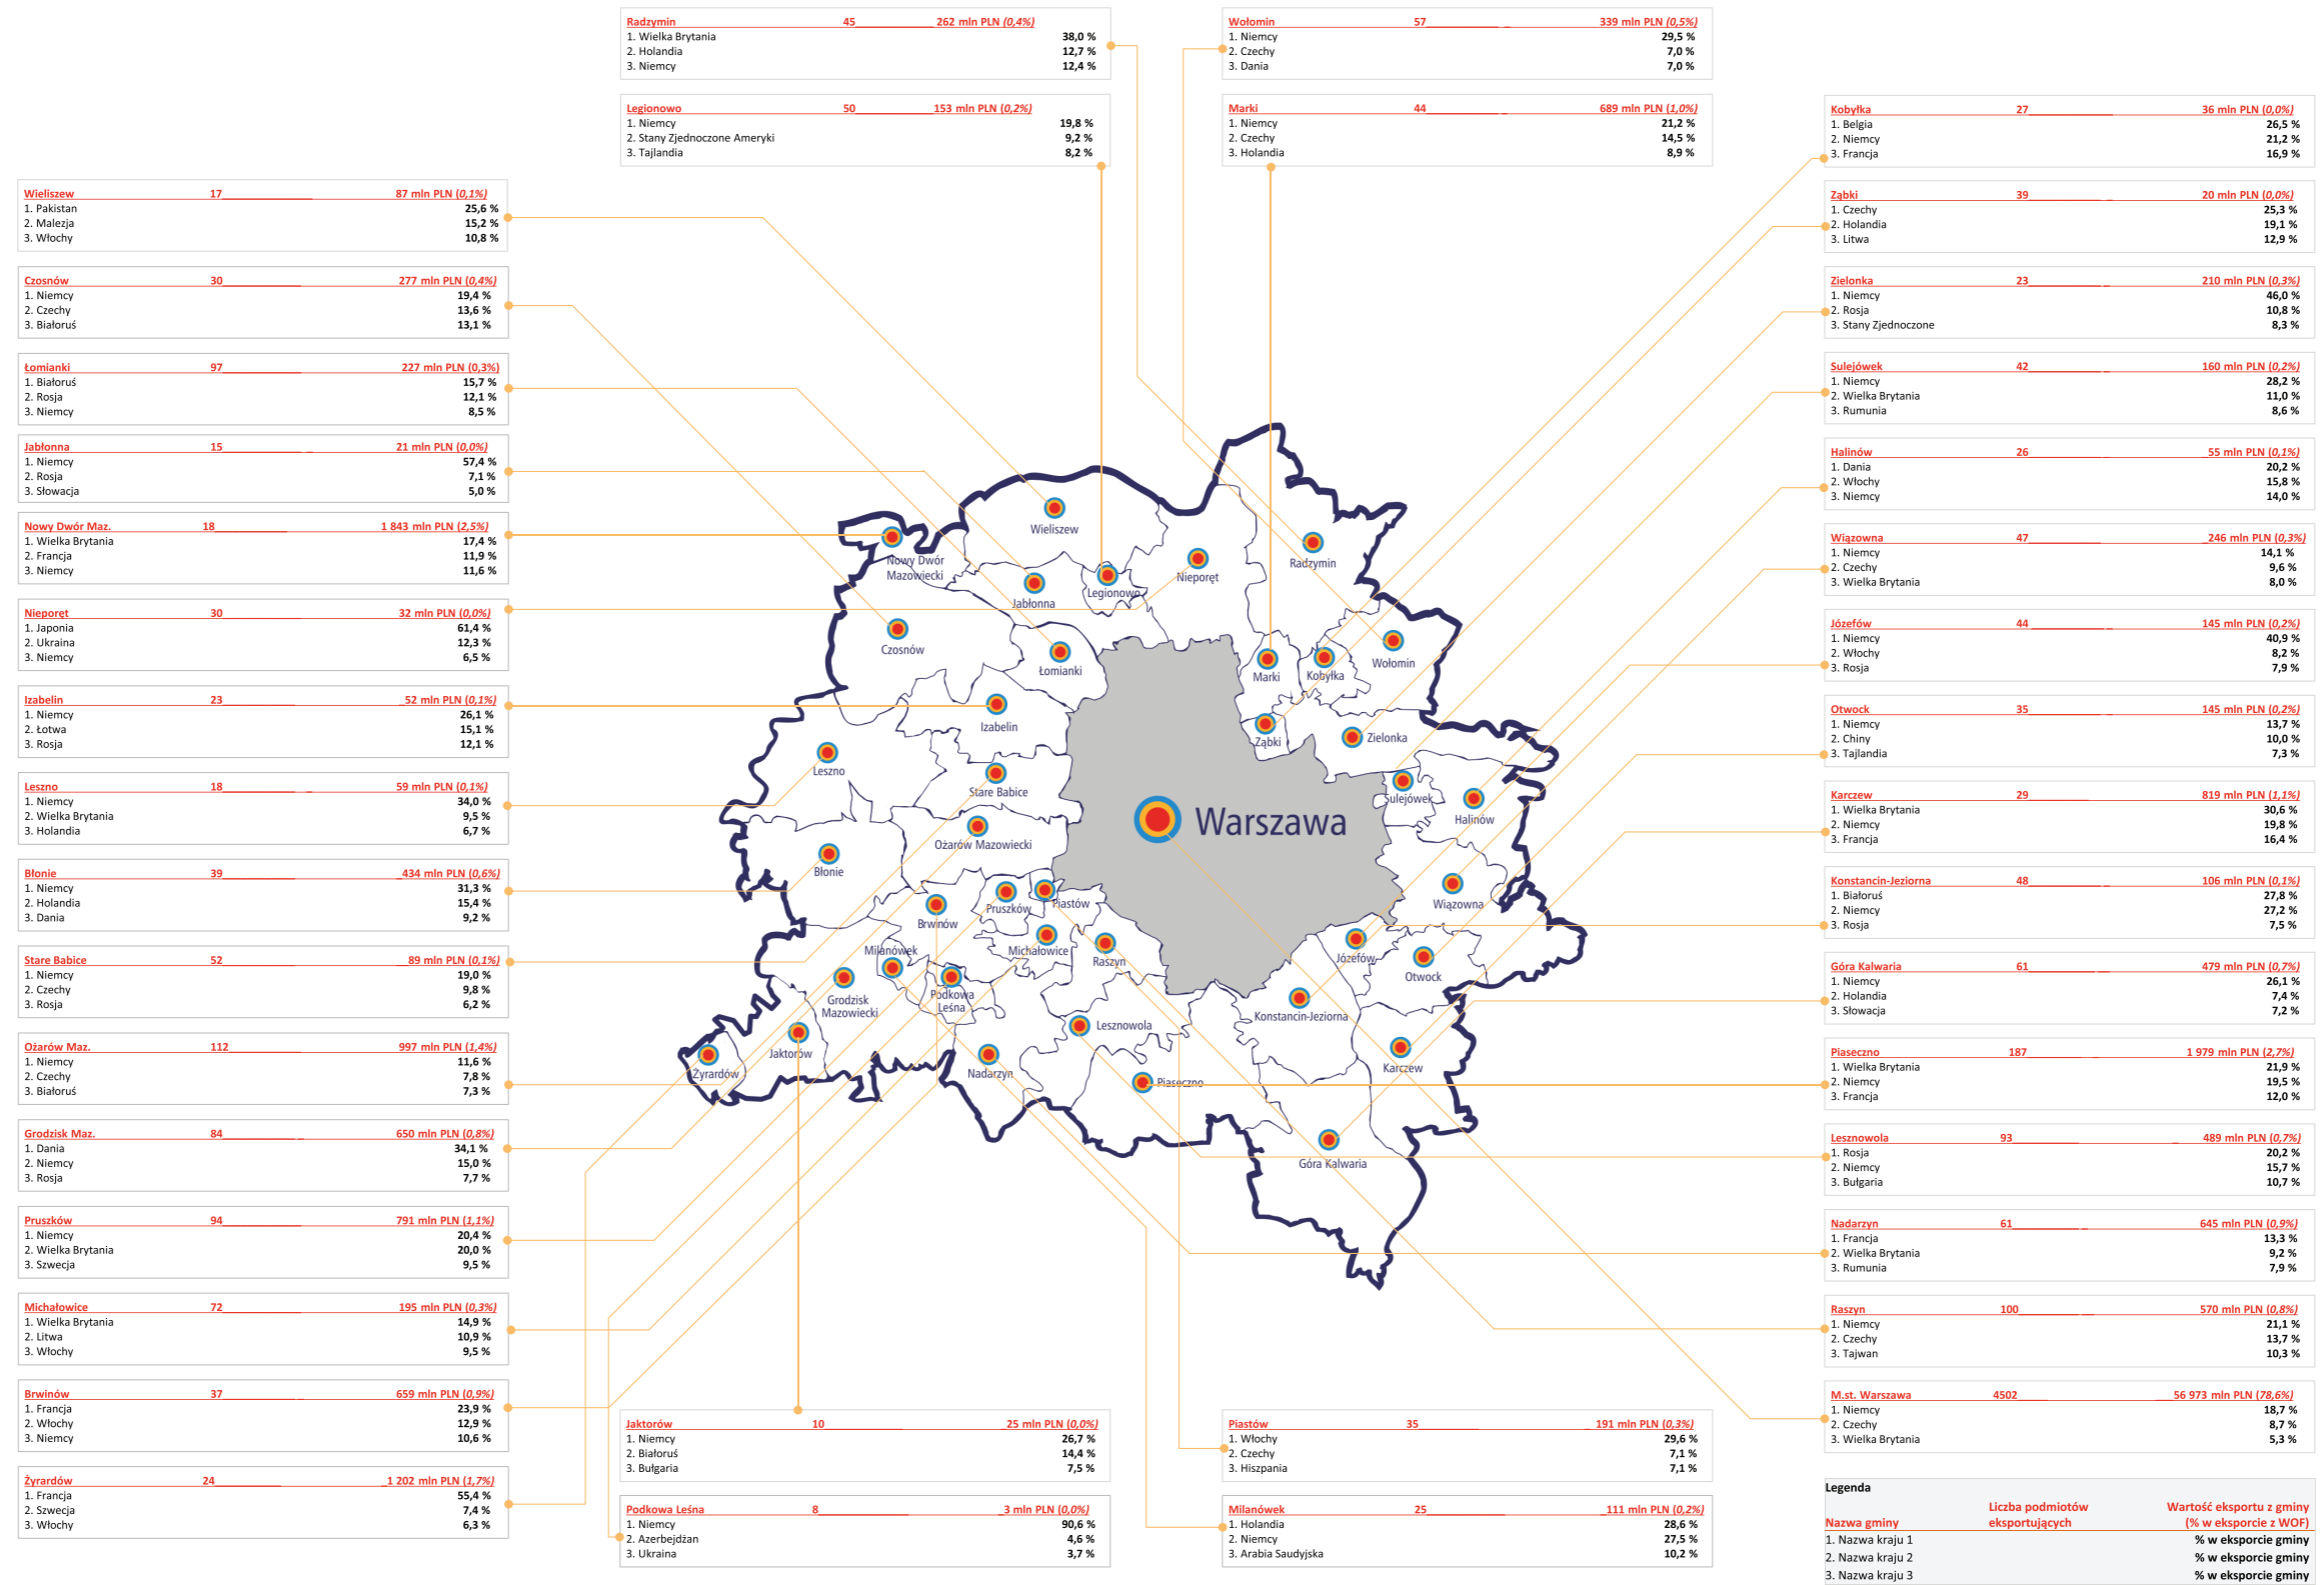 Radzymin 45 262 mln PLN (0,4%)
1. Wielka Brytania 38,0 %
2. Holandia 12,7 %
3. Niemcy 12,4 %
Wołomin 57 339 mln PLN (0,5%)
1. Niemcy 29,5 %
2. Czechy 7,0 %
3. Dania 7,0 %
Legionowo 50 153 mln PLN (0,2%)
1. Niemcy 19,8 %
2. Stany Zjednoczone Ameryki 9,2 %
3. Tajlandia 8,2 %
Marki 44 689 mln PLN (1,0%)
1. Niemcy 21,2 %
2. Czechy 14,5 %
3. Holandia 8,9 %
Wieliszew 17 87 mln PLN (0,1%)
1. Pakistan 25,6 %
2. Malezja 15,2 %
3. Włochy 10,8 %
Czosnów 30 277 mln PLN (0,4%)
1. Niemcy 19,4 %
2. Czechy 13,6 %
3. Białoruś 13,1 %
Łomianki 97 227 mln PLN (0,3%)
1. Białoruś 15,7 %
2. Rosja 12,1 %
3. Niemcy 8,5 %
Jabłonna 15 21 mln PLN (0,0%)
1. Niemcy 57,4 %
2. Rosja 7,1 %
3. Słowacja 5,0 %
Nowy Dwór Maz. 18 1 843 mln PLN (2,5%)
1. Wielka Brytania 17,4 %
2. Francja 11,9 %
3. Niemcy 11,6 %
Nieporęt 30 32 mln PLN (0,0%)
1. Japonia 61,4 %
2. Ukraina 12,3 %
3. Niemcy 6,5 %
Izabelin 23 52 mln PLN (0,1%)
1. Niemcy 26,1 %
2. Łotwa 15,1 %
3. Rosja 12,1 %
Leszno 18 59 mln PLN (0,1%)
1. Niemcy 34,0 %
2. Wielka Brytania 9,5 %
3. Holandia 6,7 %
Błonie 39 434 mln PLN (0,6%)
1. Niemcy 31,3 %
2. Holandia 15,4 %
3. Dania 9,2 %
Stare Babice 52 89 mln PLN (0,1%)
1. Niemcy 19,0 %
2. Czechy 9,8 %
3. Rosja 6,2 %
Ożarów Maz. 112 997 mln PLN (1,4%)
1. Niemcy 11,6 %
2. Czechy 7,8 %
3. Białoruś 7,3 %
Grodzisk Maz. 84 650 mln PLN (0,8%)
1. Dania 34,1 %
2. Niemcy 15,0 %
3. Rosja 7,7 %
Pruszków 94 791 mln PLN (1,1%)
1. Niemcy 20,4 %
2. Wielka Brytania 20,0 %
3. Szwecja 9,5 %
Michałowice 72 195 mln PLN (0,3%)
1. Wielka Brytania 14,9 %
2. Litwa 10,9 %
3. Włochy 9,5 %
Brwinów 37 659 mln PLN (0,9%)
1. Francja 23,9 %
2. Włochy 12,9 %
3. Niemcy 10,6 %
Żyrardów 24 1 202 mln PLN (1,7%)
1. Francja 55,4 %
2. Szwecja 7,4 %
3. Włochy 6,3 %
Wieliszew
Nowy Dwór
Mazowiecki
Jabłonna
Legionowo
Nieporęt
Radzymin
Czosnów
Łomianki
Marki
Kobyłka
Wołomin
Izabelin
Ząbki
Zielonka
Leszno
Stare Babice
Sulejówek
Halinów
Warszawa
Ożarów Mazowiecki
Błonie
Brwinów
Pruszków
Piastów
Wiązowna
Milanówek
Michałowice
Raszyn
Józefów
Otwock
Grodzisk
Mazowiecki
Podkowa
Leśna
Konstancin-Jeziorna
Lesznowola
Jaktorów
Żyrardów
Nadarzyn
Piaseczno
Karczew
Góra Kalwaria
Kobyłka 27 36 mln PLN (0,0%)
1. Belgia 26,5 %
2. Niemcy 21,2 %
3. Francja 16,9 %
Ząbki 39 20 mln PLN (0,0%)
1. Czechy 25,3 %
2. Holandia 19,1 %
3. Litwa 12,9 %
Zielonka 23 210 mln PLN (0,3%)
1. Niemcy 46,0 %
2. Rosja 10,8 %
3. Stany Zjednoczone 8,3 %
Sulejówek 42 160 mln PLN (0,2%)
1. Niemcy 28,2 %
2. Wielka Brytania 11,0 %
3. Rumunia 8,6 %
Halinów 26 55 mln PLN (0,1%)
1. Dania 20,2 %
2. Włochy 15,8 %
3. Niemcy 14,0 %
Wiązowna 47 246 mln PLN (0,3%)
1. Niemcy 14,1 %
2. Czechy 9,6 %
3. Wielka Brytania 8,0 %
Józefów 44 145 mln PLN (0,2%)
1. Niemcy 40,9 %
2. Włochy 8,2 %
3. Rosja 7,9 %
Otwock 35 145 mln PLN (0,2%)
1. Niemcy 13,7 %
2. Chiny 10,0 %
3. Tajlandia 7,3 %
Karczew 29 819 mln PLN (1,1%)
1. Wielka Brytania 30,6 %
2. Niemcy 19,8 %
3. Francja 16,4 %
Konstancin-Jeziorna 48 106 mln PLN (0,1%)
1. Białoruś 27,8 %
2. Niemcy 27,2 %
3. Rosja 7,5 %
Góra Kalwaria 61 479 mln PLN (0,7%)
1. Niemcy 26,1 %
2. Holandia 7,4 %
3. Słowacja 7,2 %
Piaseczno 187 1 979 mln PLN (2,7%)
1. Wielka Brytania 21,9 %
2. Niemcy 19,5 %
3. Francja 12,0 %
Lesznowola 93 489 mln PLN (0,7%)
1. Rosja 20,2 %
2. Niemcy 15,7 %
3. Bułgaria 10,7 %
Nadarzyn 61 645 mln PLN (0,9%)
1. Francja 13,3 %
2. Wielka Brytania 9,2 %
3. Rumunia 7,9 %
Raszyn 100 570 mln PLN (0,8%)
1. Niemcy 21,1 %
2. Czechy 13,7 %
3. Tajwan 10,3 %
M.st. Warszawa 4502 56 973 mln PLN (78,6%)
1. Niemcy 18,7 %
2. Czechy 8,7 %
3. Wielka Brytania 5,3 %
Jaktorów 10 25 mln PLN (0,0%)
1. Niemcy 26,7 %
2. Białoruś 14,4 %
3. Bułgaria 7,5 %
Piastów 35 191 mln PLN (0,3%)
1. Włochy 29,6 %
2. Czechy 7,1 %
3. Hiszpania 7,1 %
Podkowa Leśna 8 3 mln PLN (0,0%)
1. Niemcy 90,6 %
2. Azerbejdżan 4,6 %
3. Ukraina 3,7 %
Milanówek 25 111 mln PLN (0,2%)
1. Holandia 28,6 %
2. Niemcy 27,5 %
3. Arabia Saudyjska 10,2 %
Legenda
Liczba podmiotów Wartość eksportu z gminy
Nazwa gminy eksportujących (% w eksporcie z WOF)
1. Nazwa kraju 1 % w eksporcie gminy
2. Nazwa kraju 2 % w eksporcie gminy
3. Nazwa kraju 3 % w eksporcie gminy